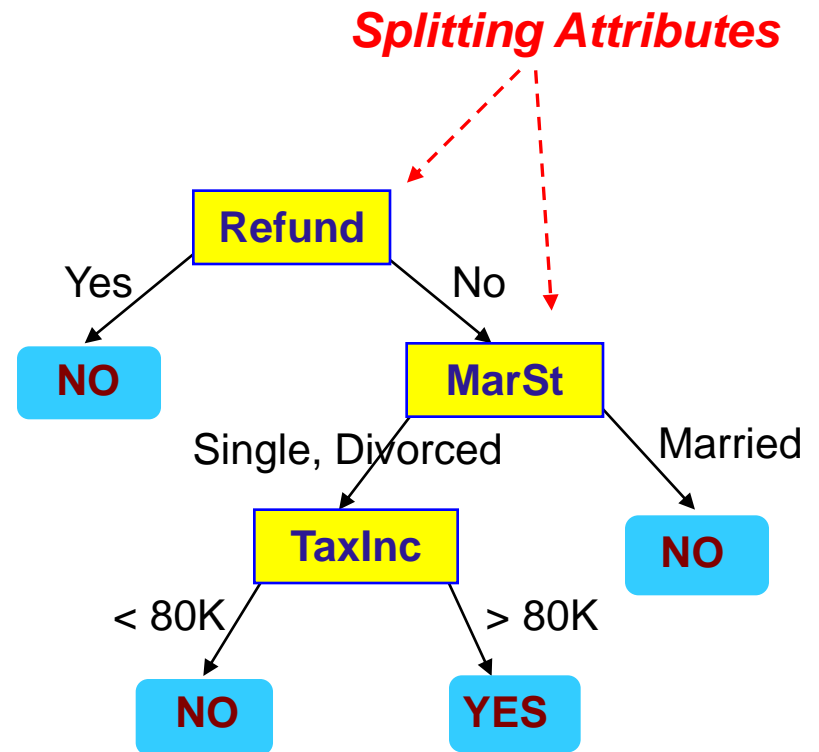 Splitting Attributes
Refund
Yes
No
NO
MarSt
Single, Divorced
Married
TaxInc
NO
< 80K
> 80K
NO
YES